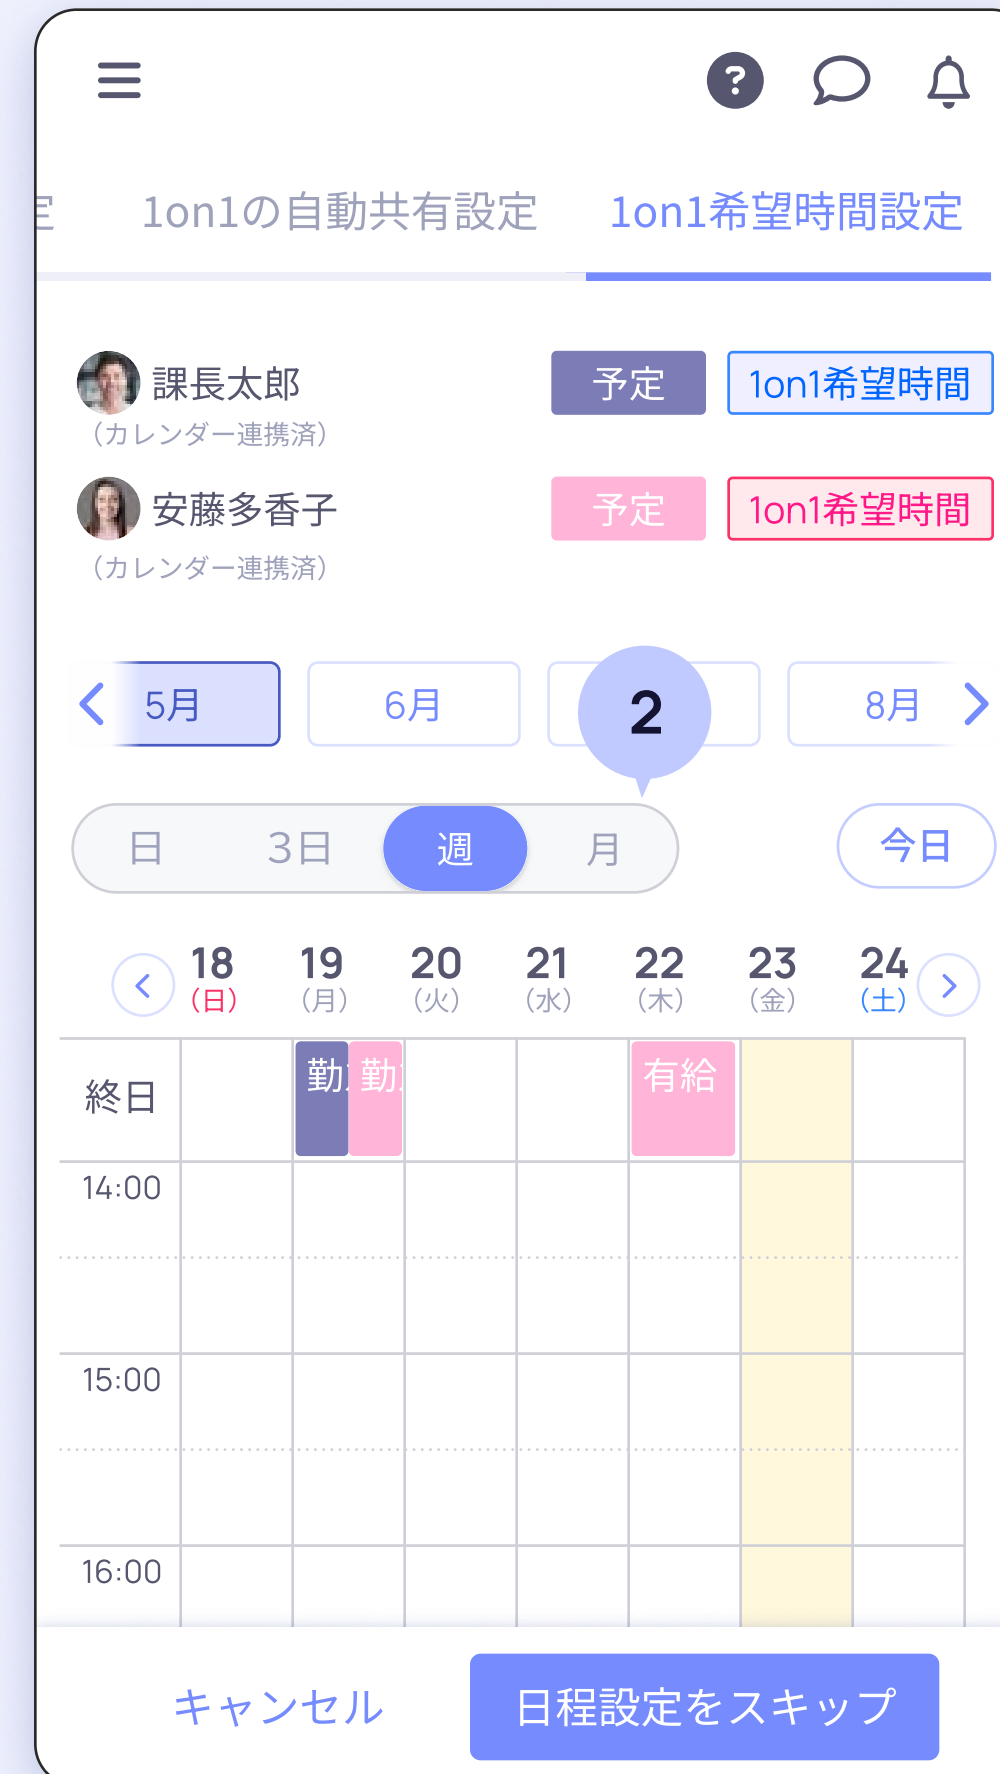 ?
定 1on1の自動共有設定 1on1希望時間設定
課長太郎 予定 1on1希望時間
（カレンダー連携済）
安藤多香子 予定 1on1希望時間
（カレンダー連携済）
5月 6月 2 8月
日 3日 週 月 今日
18 19 20 21 22 23 24
（日） （月） （火） （水） （木） （金） （土）
終日 勤 勤 有給
14:00
15:00
16:00
キャンセル 日程設定をスキップ